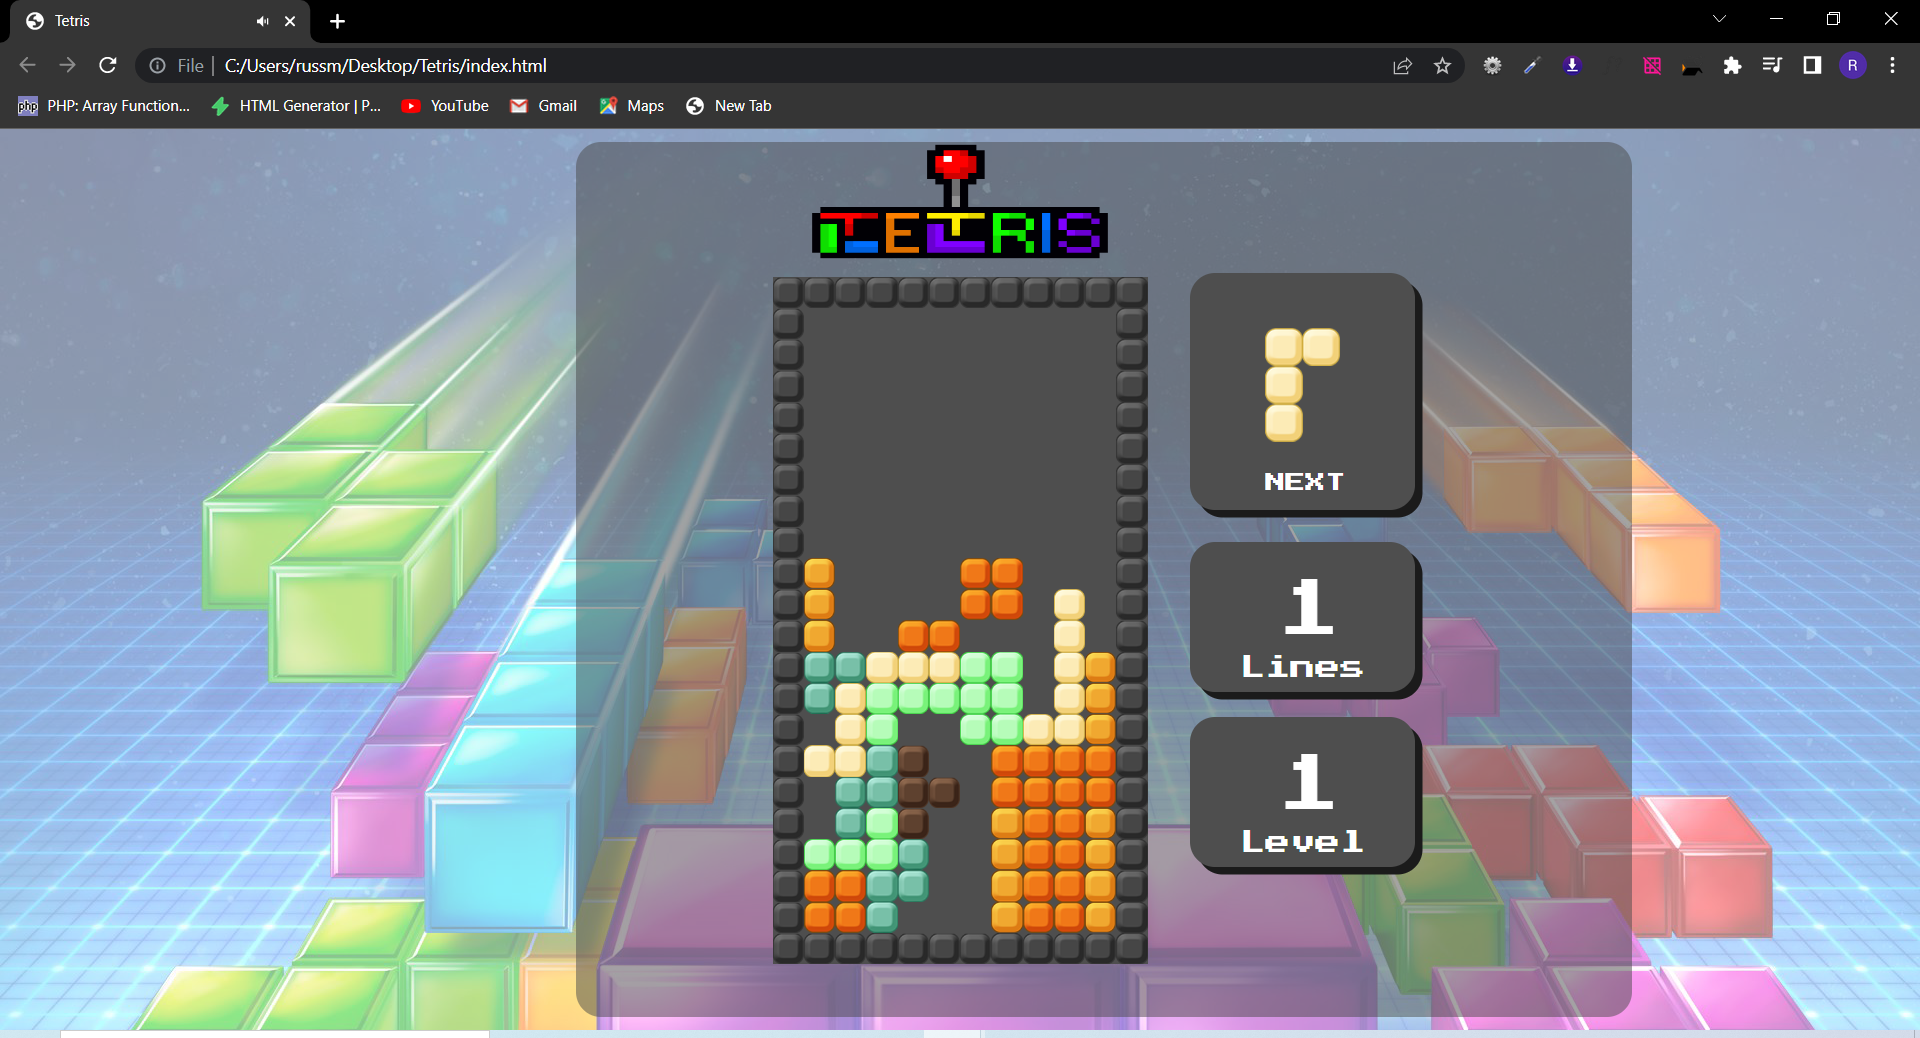 Tetris
File
C:/Users/russm/Desktop/Tetris/index.html
R
php
PHP: Array Function...
HTML Generator | P...
YouTube
Gmail
Maps
New Tab
TETRIS
NEXT
1
Lines
1
Level